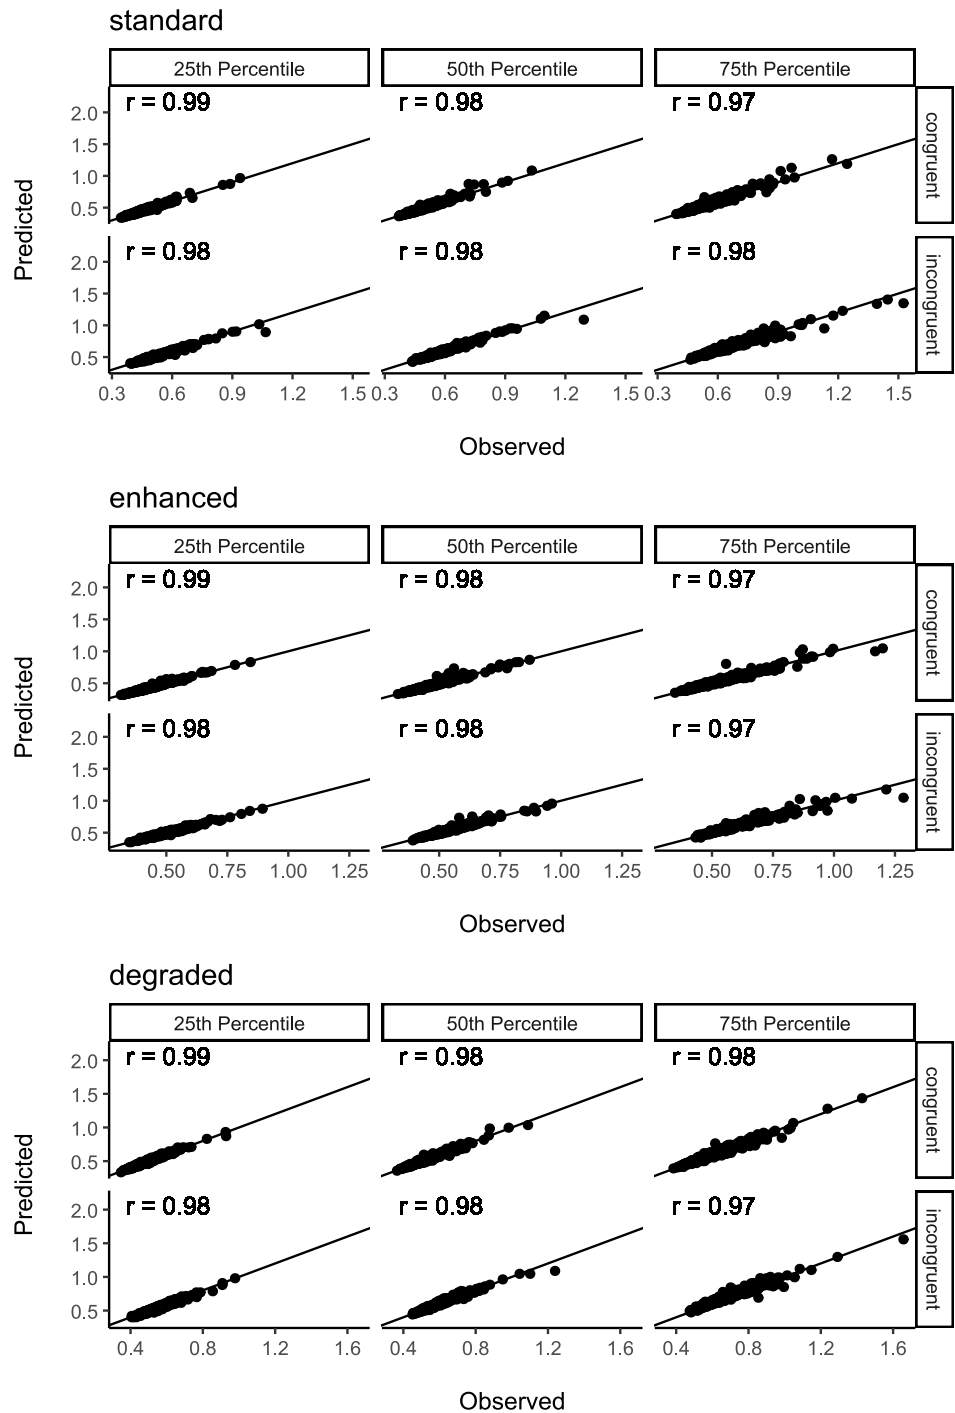 standard
25th Percentile 50th Percentile 75th Percentile
r = 0.99 r = 0.98 r = 0.97
2.0
1.5
1.0
0.5
congruent
Predicted
r = 0.98 r = 0.98 r = 0.98
2.0
1.5
1.0
0.5
incongruent
0.3 0.6 0.9 1.2 1.5 0.3 0.6 0.9 1.2 1.5 0.3 0.6 0.9 1.2 1.5
Observed
enhanced
25th Percentile 50th Percentile 75th Percentile
r = 0.99 r = 0.98 r = 0.97
2.0
1.5
1.0
0.5
congruent
Predicted
r = 0.98 r = 0.98 r = 0.97
2.0
1.5
1.0
0.5
incongruent
0.50 0.75 1.00 1.25 0.50 0.75 1.00 1.25 0.50 0.75 1.00 1.25
Observed
degraded
25th Percentile 50th Percentile 75th Percentile
r = 0.99 r = 0.98 r = 0.98
2.0
1.5
1.0
0.5
congruent
Predicted
r = 0.98 r = 0.98 r = 0.97
2.0
1.5
1.0
0.5
incongruent
0.4 0.8 1.2 1.6 0.4 0.8 1.2 1.6 0.4 0.8 1.2 1.6
Observed